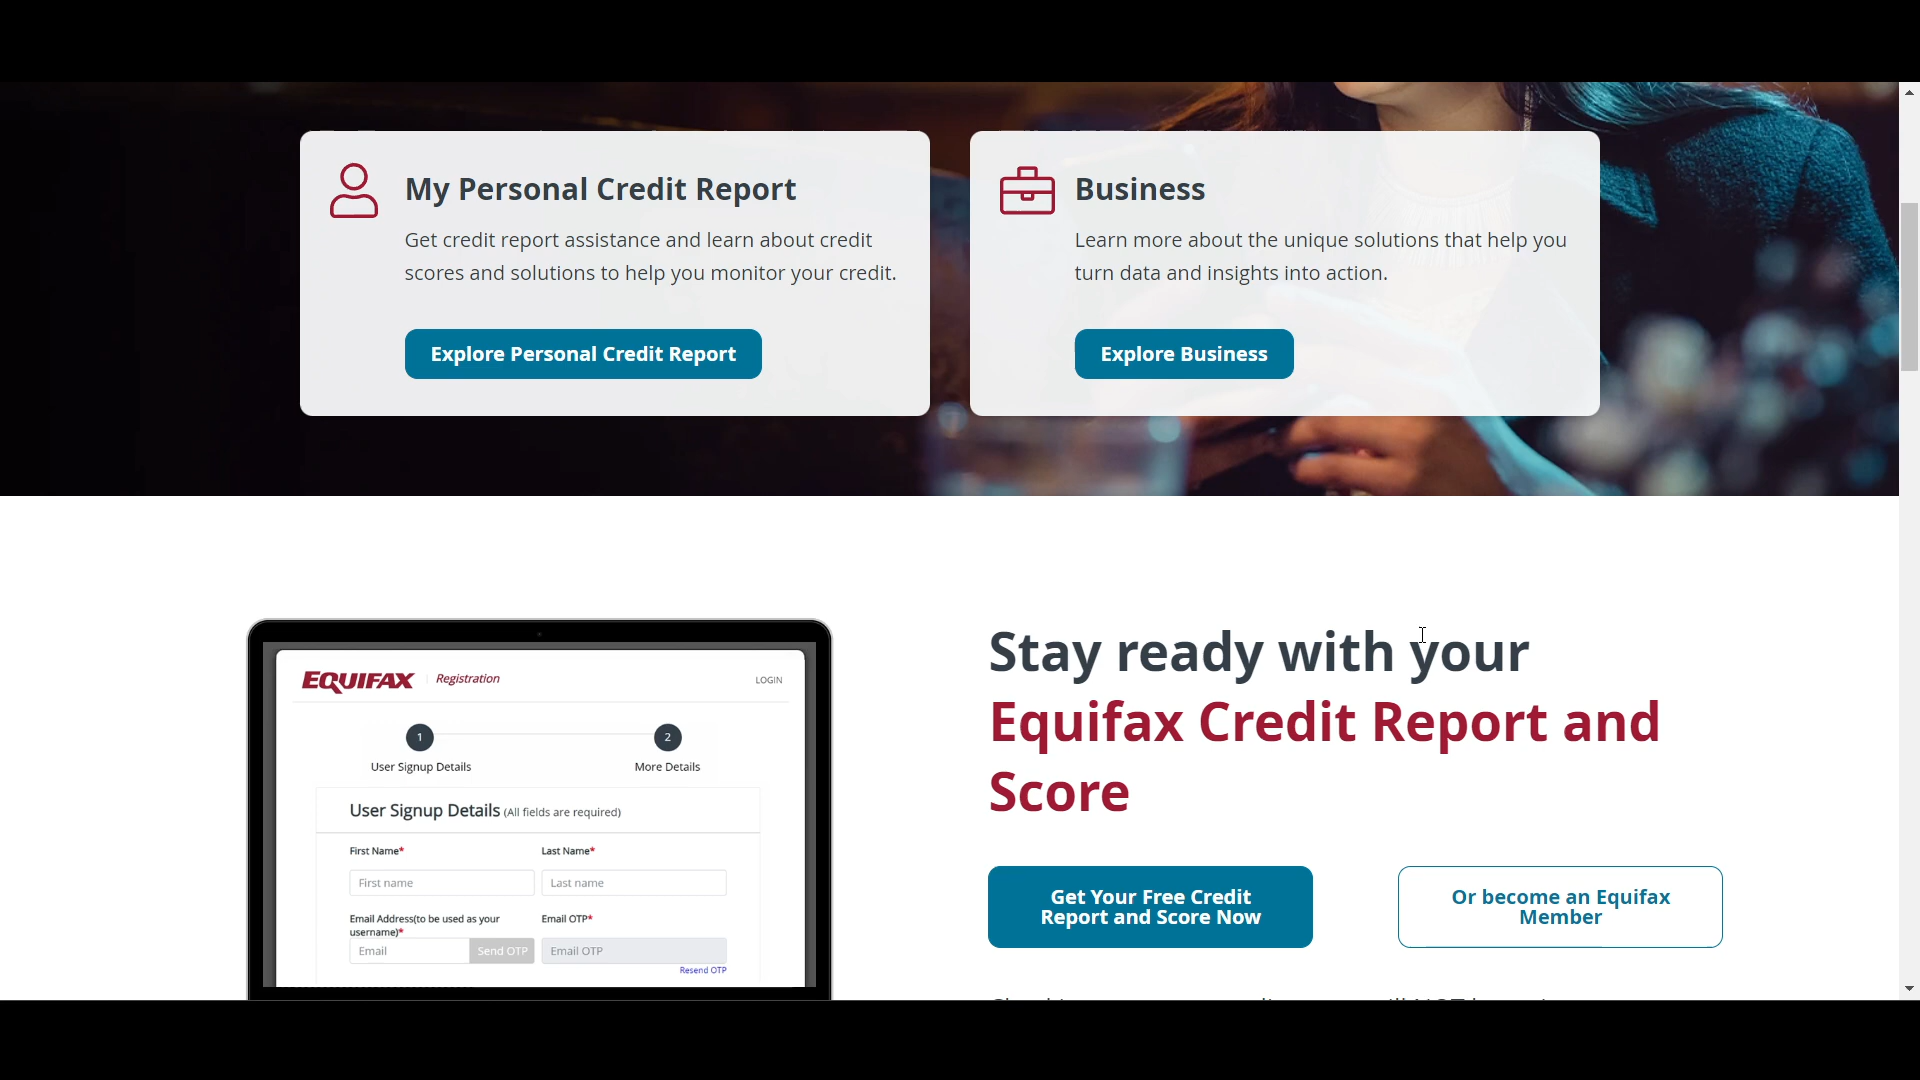 My Personal Credit Report
Get credit report assistance and learn about credit
scores and solutions to help you monitor your credit.
Explore Personal Credit Report
Business
Learn more about the unique solutions that help you
turn data and insights into action.
Explore Business
EQUIFAX Registration LOGIN
1 2
User Signup Details More Details
User Signup Details (All fields are required)
First Name* Last Name*
First name Last name
Email Address(to be used as your
username)* Email OTP*
Email Send OTP Email OTP
Resend OTP
Stay ready with your
Equifax Credit Report and
Score
Get Your Free Credit
Report and Score Now
Or become an Equifax
Member